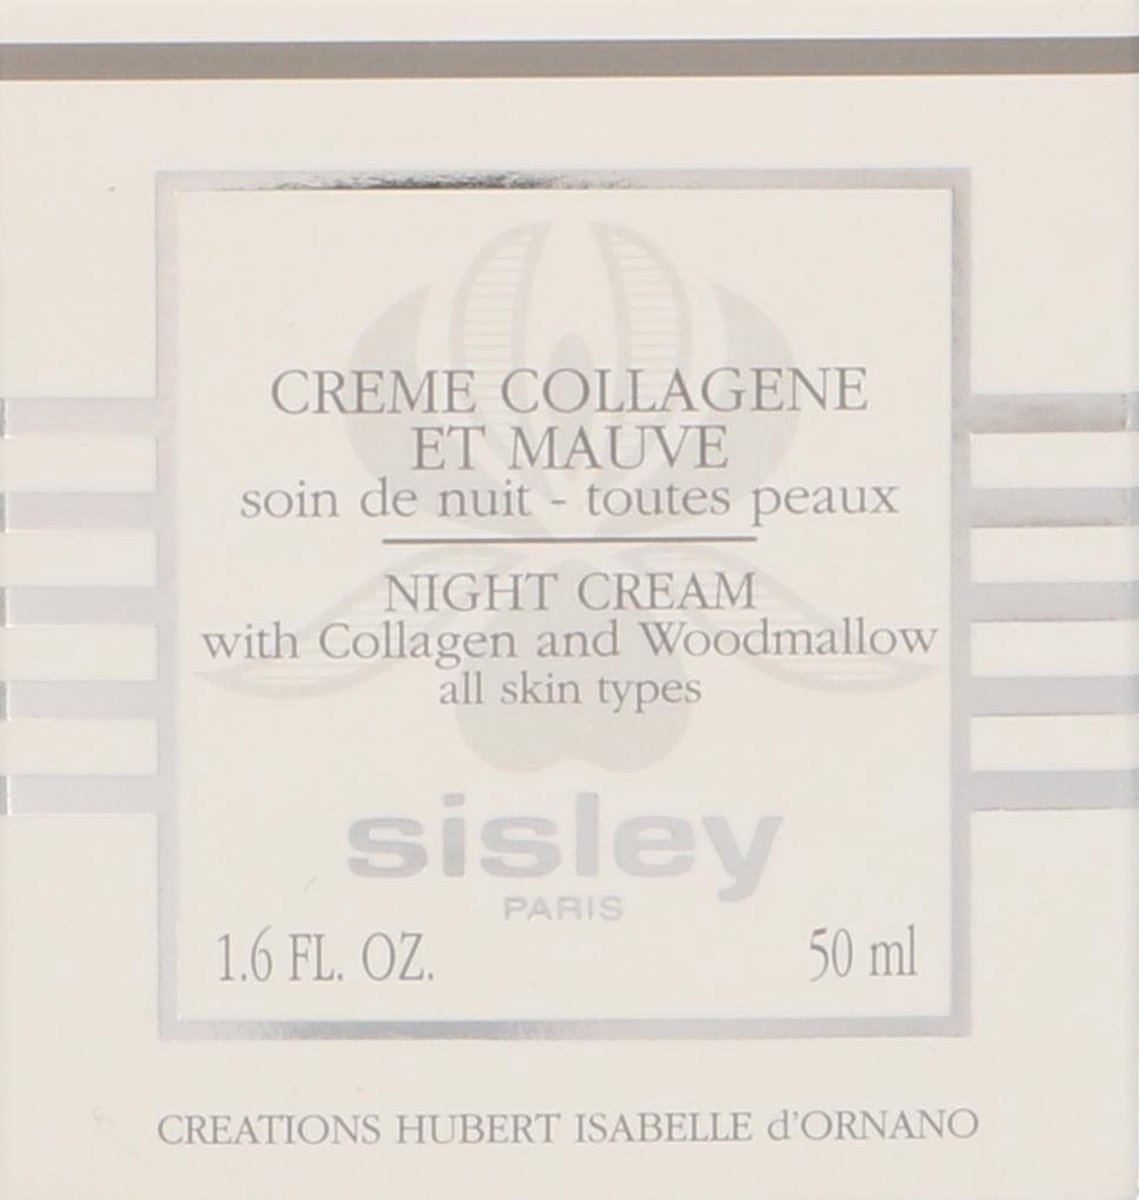 CREME COLLAGENE
ET MAUVE
soin de nuit - toutes peaux
NIGHT CREAM
with Collagen and Woodmallow
all skin types
sisley
PARIS
1.6 FL. OZ. 50 ml
CREATIONS HUBERT ISABELLE d'ORNANO